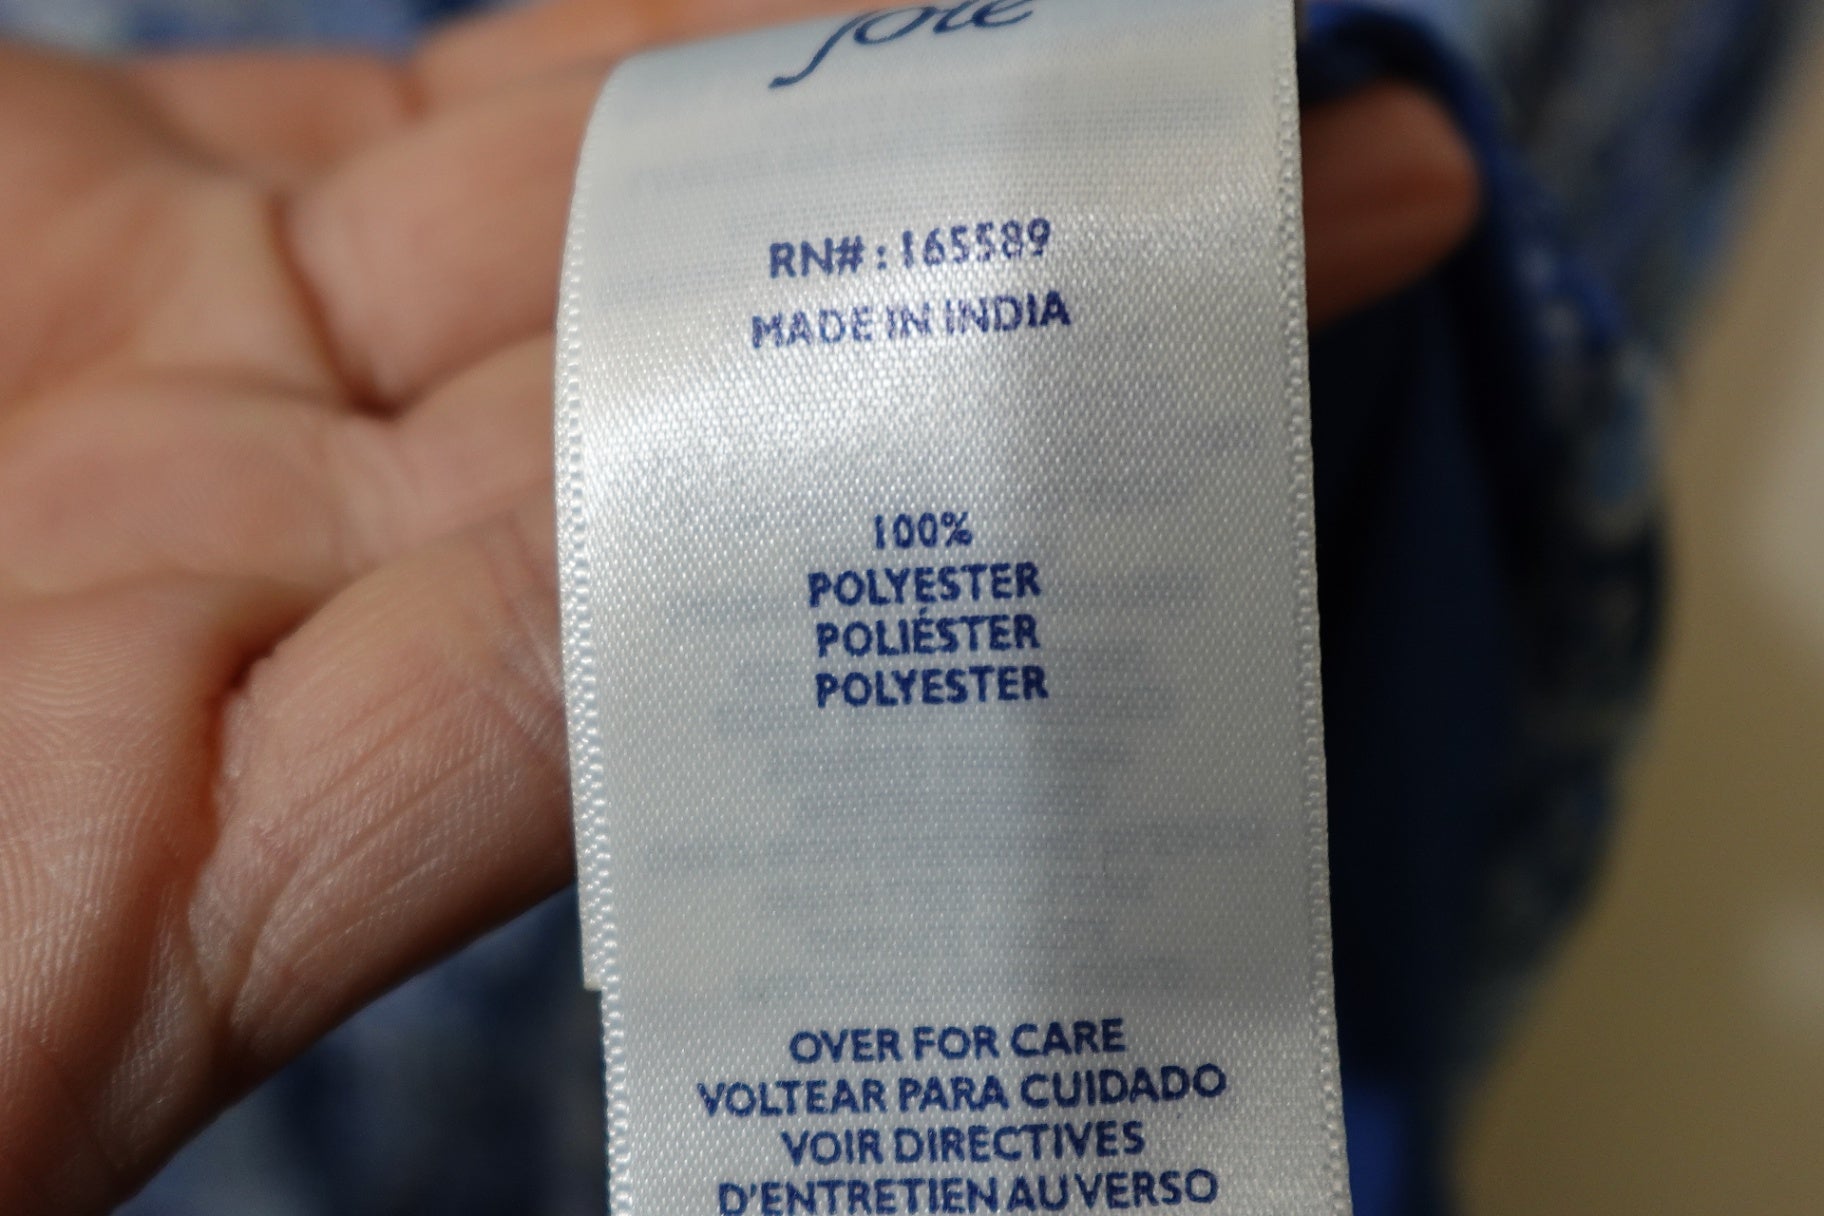 Joie
RN# : 165589
MADE IN INDIA
100%
POLYESTER
POLIÉSTER
POLYESTER
OVER FOR CARE
VOLTEAR PARA CUIDADO
VOIR DIRECTIVES
D'ENTRETIEN AU VERSO